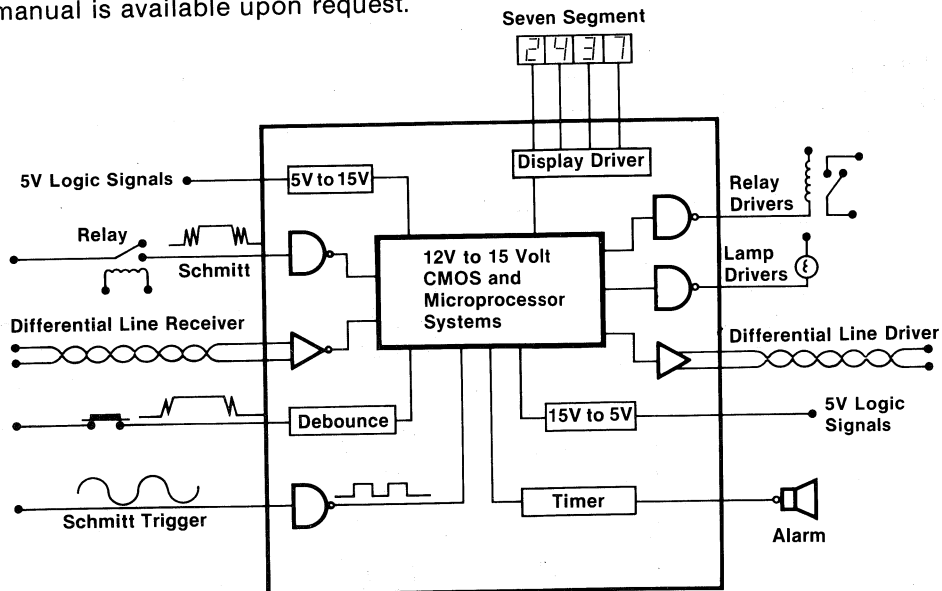 manual is available upon request.
Seven Segment
2437
Display Driver
5V Logic Signals
5V to 15V
Relay
Schmitt
12V to 15 Volt
CMOS and
Microprocessor
Systems
Relay
Drivers
Lamp
Drivers
Differential Line Receiver
Differential Line Driver
Debounce
15V to 5V
5V Logic
Signals
Schmitt Trigger
Timer
Alarm